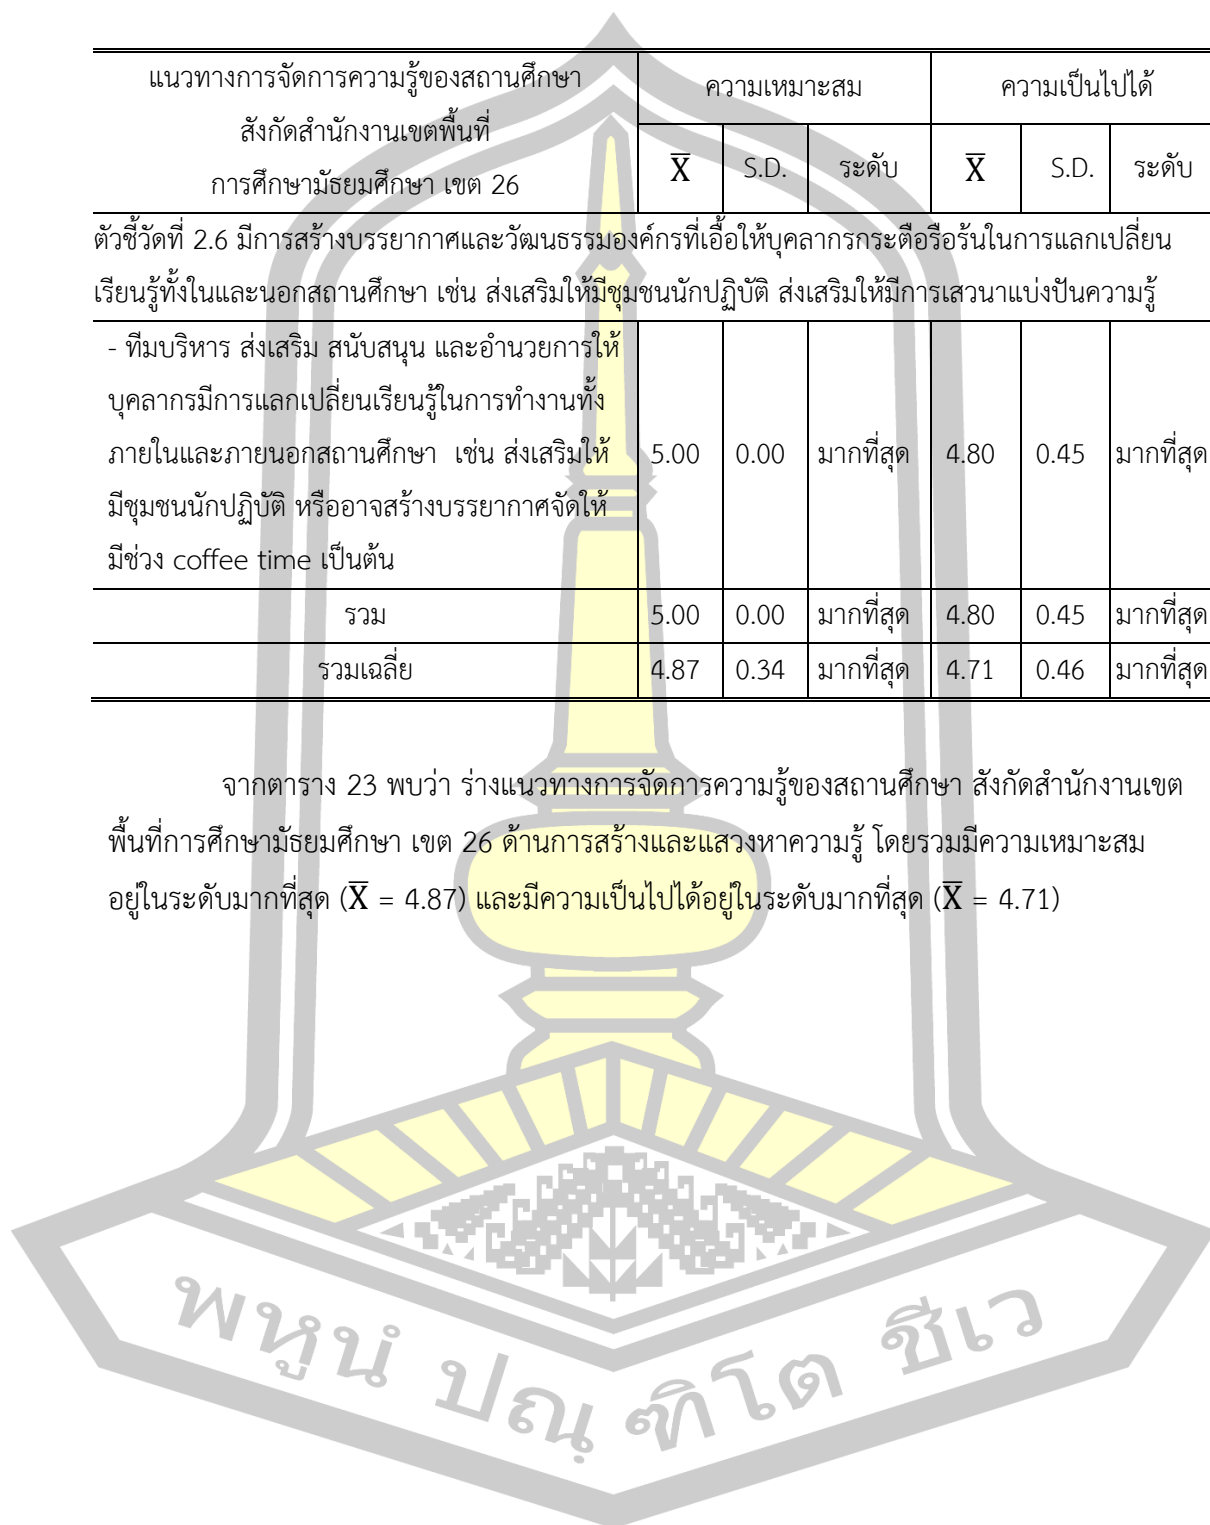 แนวทางการจัดการความรู้ของสถานศึกษา
สังกัดสำนักงานเขตพื้นที่
การศึกษามัธยมศึกษา เขต 26
ความเหมาะสม ความเป็นไปได้
X̅ S.D. ระดับ X̅ S.D. ระดับ
ตัวชี้วัดที่ 2.6 มีการสร้างบรรยากาศและวัฒนธรรมองค์กรที่เอื้อให้บุคลากรกระตือรือร้นในการแลกเปลี่ยน
เรียนรู้ทั้งในและนอกสถานศึกษา เช่น ส่งเสริมให้มีชุมชนนักปฏิบัติ ส่งเสริมให้มีการเสวนาแบ่งปันความรู้
- ทีมบริหาร ส่งเสริม สนับสนุน และอำนวยการให้
บุคลากรมีการแลกเปลี่ยนเรียนรู้ในการทำงานทั้ง
ภายในและภายนอกสถานศึกษา เช่น ส่งเสริมให้
มีชุมชนนักปฏิบัติ หรืออาจสร้างบรรยากาศจัดให้
มีช่วง coffee time เป็นต้น
5.00 0.00 มากที่สุด 4.80 0.45 มากที่สุด
รวม 5.00 0.00 มากที่สุด 4.80 0.45 มากที่สุด
รวมเฉลี่ย 4.87 0.34 มากที่สุด 4.71 0.46 มากที่สุด
จากตาราง 23 พบว่า ร่างแนวทางการจัดการความรู้ของสถานศึกษา สังกัดสำนักงานเขต
พื้นที่การศึกษามัธยมศึกษา เขต 26 ด้านการสร้างและแสวงหาความรู้ โดยรวมมีความเหมาะสม
อยู่ในระดับมากที่สุด (X̅ = 4.87) และมีความเป็นไปได้อยู่ในระดับมากที่สุด (X̅ = 4.71)
พหูนํ ปณฺฑิโต ชีเว